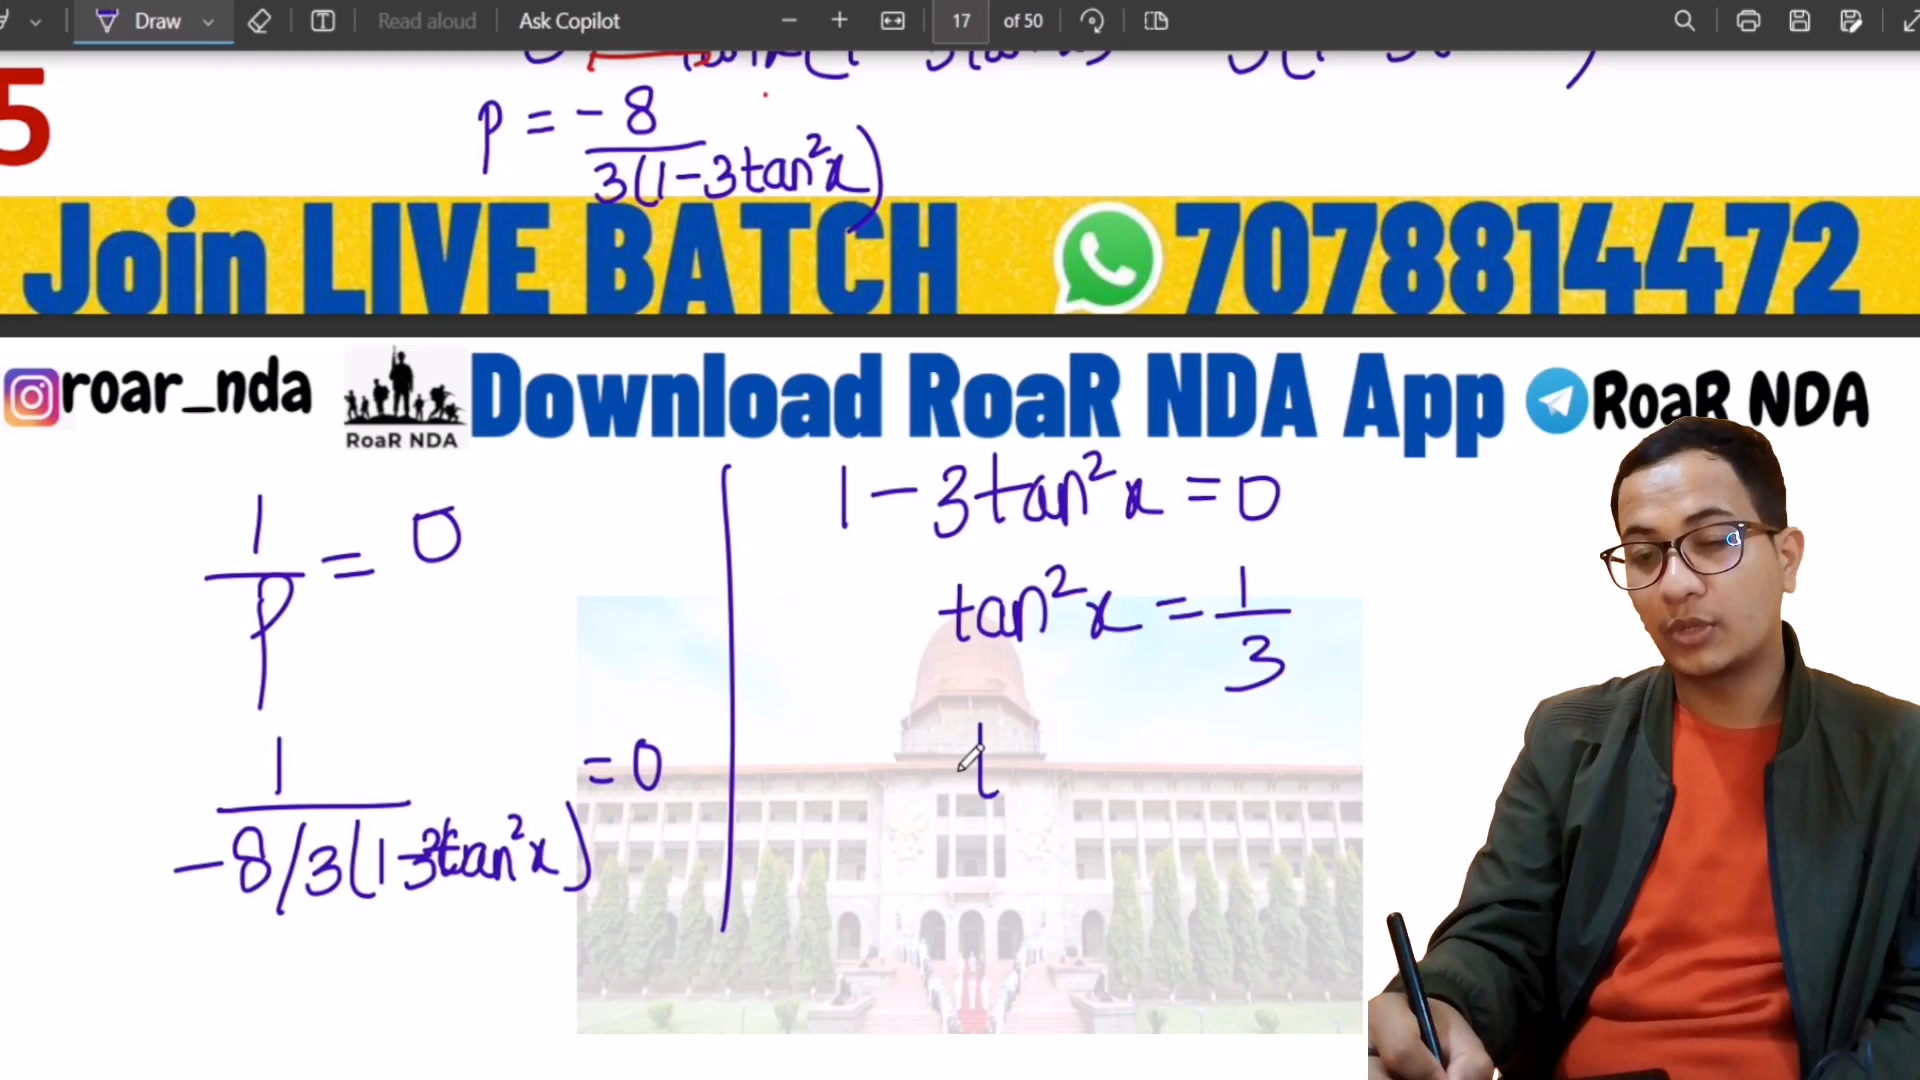 Draw
Read aloud
Ask Copilot
17
of 50
5
p = -8
3(1-3tan²x)
Join LIVE BATCH 7078814472
roar_nda
RoaR NDA
Download RoaR NDA App
RoaR NDA
1
p
= 0
1
-8/3(1-3tan²x)
= 0
1-3tan²x = 0
tan²x = 1
3
t